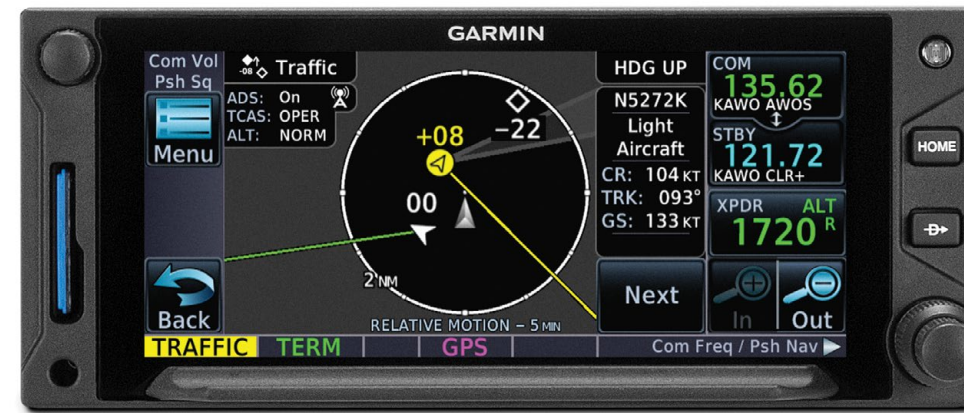 GARMIN
Com Vol
Psh Sq
Menu
Back
-08 Traffic
ADS: On
TCAS: OPER
ALT: NORM
+08
-22
00
2 NM
RELATIVE MOTION – 5 MIN
HDG UP
N5272K
Light
Aircraft
CR: 104 KT
TRK: 093°
GS: 133 KT
Next
COM
135.62
KAWO AWOS
STBY
121.72
KAWO CLR+
XPDR ALT
1720 R
In Out
HOME
D
TRAFFIC TERM GPS Com Freq / Psh Nav